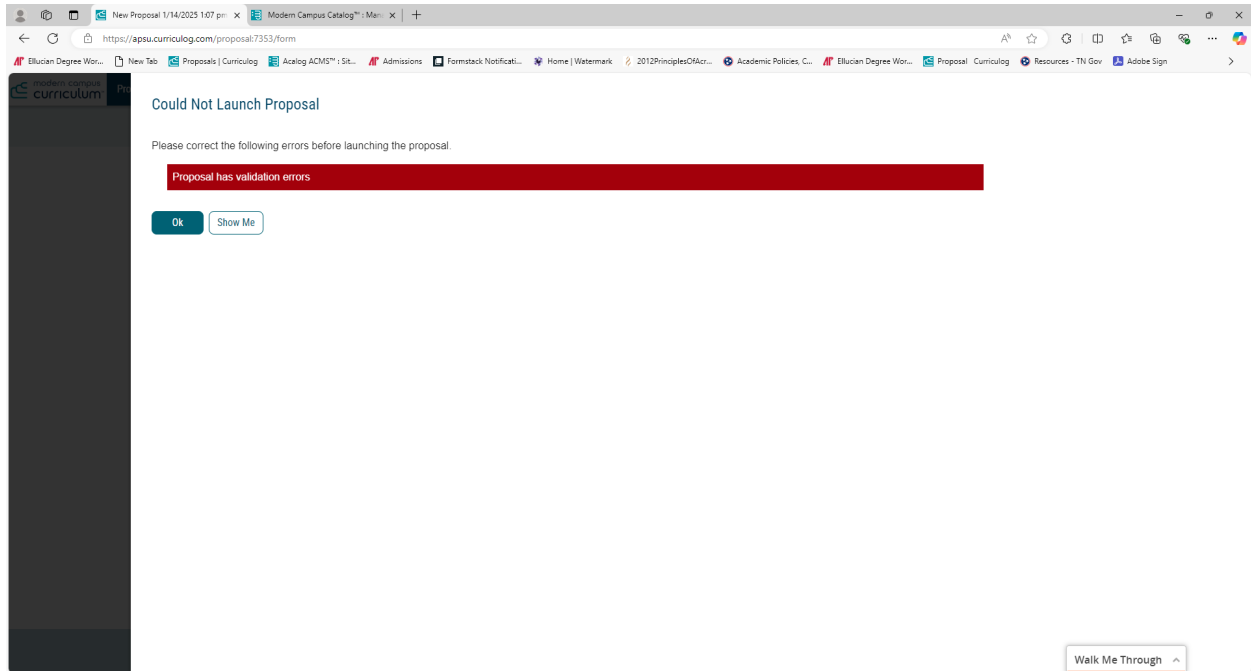 New Proposal 1/14/2025 1:07 pm
Modern Campus Catalog™ : Man
https://apsu.curriculog.com/proposal:7353/form
Ellucian Degree Wor... New Tab Proposals | Curriculog Acalog ACMS™ : Sit... Admissions Formstack Notificati... Home | Watermark 2012PrinciplesOfAcr... Academic Policies, C... Ellucian Degree Wor... Proposal Curriculog Resources - TN Gov Adobe Sign
modern campus
curriculum Pro
Could Not Launch Proposal
Please correct the following errors before launching the proposal.
Proposal has validation errors
Ok Show Me
Walk Me Through